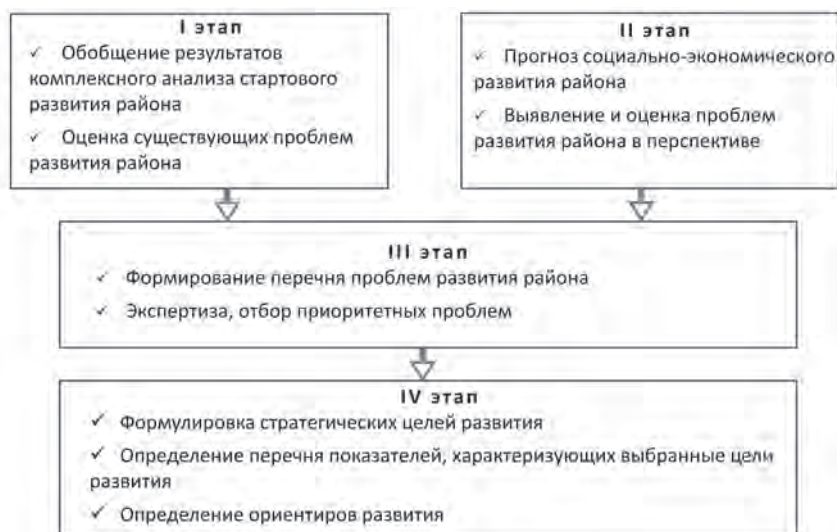 I этап
✓ Обобщение результатов
комплексного анализа стартового
развития района
✓ Оценка существующих проблем
развития района
II этап
✓ Прогноз социально-экономического
развития района
✓ Выявление и оценка проблем
развития района в перспективе
III этап
✓ Формирование перечня проблем развития района
✓ Экспертиза, отбор приоритетных проблем
IV этап
✓ Формулировка стратегических целей развития
✓ Определение перечня показателей, характеризующих выбранные цели
развития
✓ Определение ориентиров развития